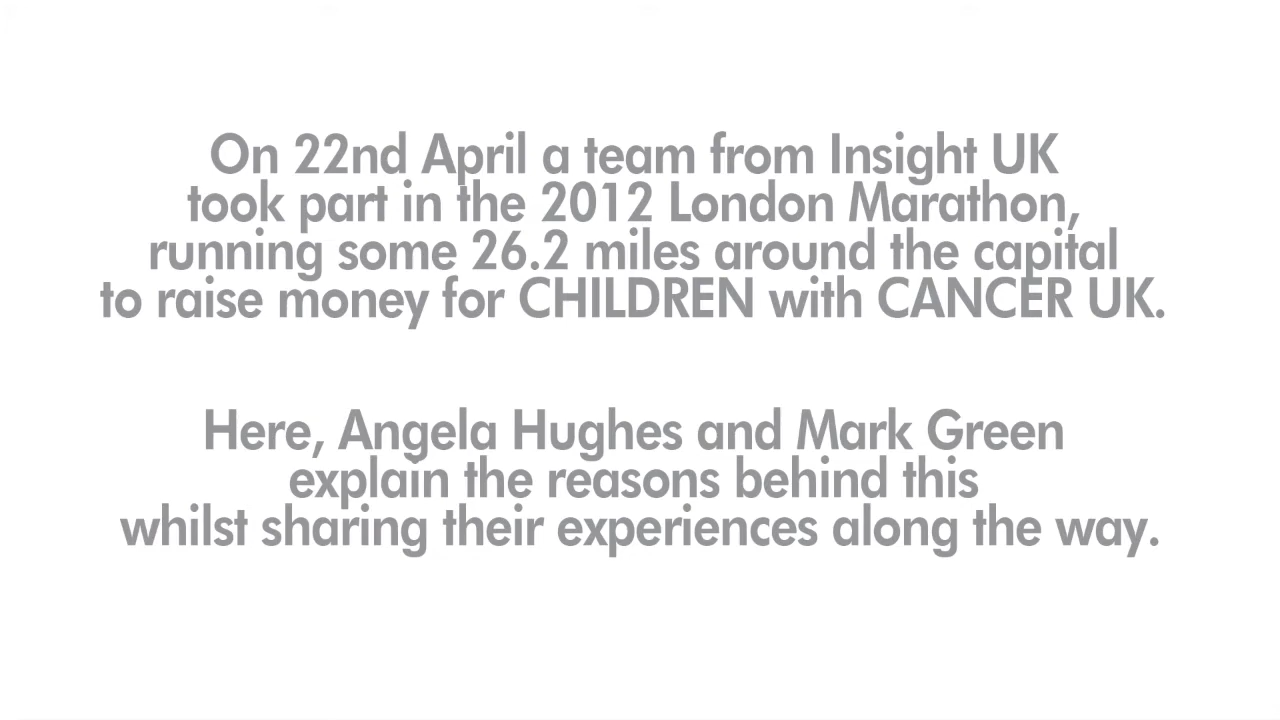 On 22nd April a team from Insight UK
took part in the 2012 London Marathon,
running some 26.2 miles around the capital
to raise money for CHILDREN with CANCER UK.
Here, Angela Hughes and Mark Green
explain the reasons behind this
whilst sharing their experiences along the way.